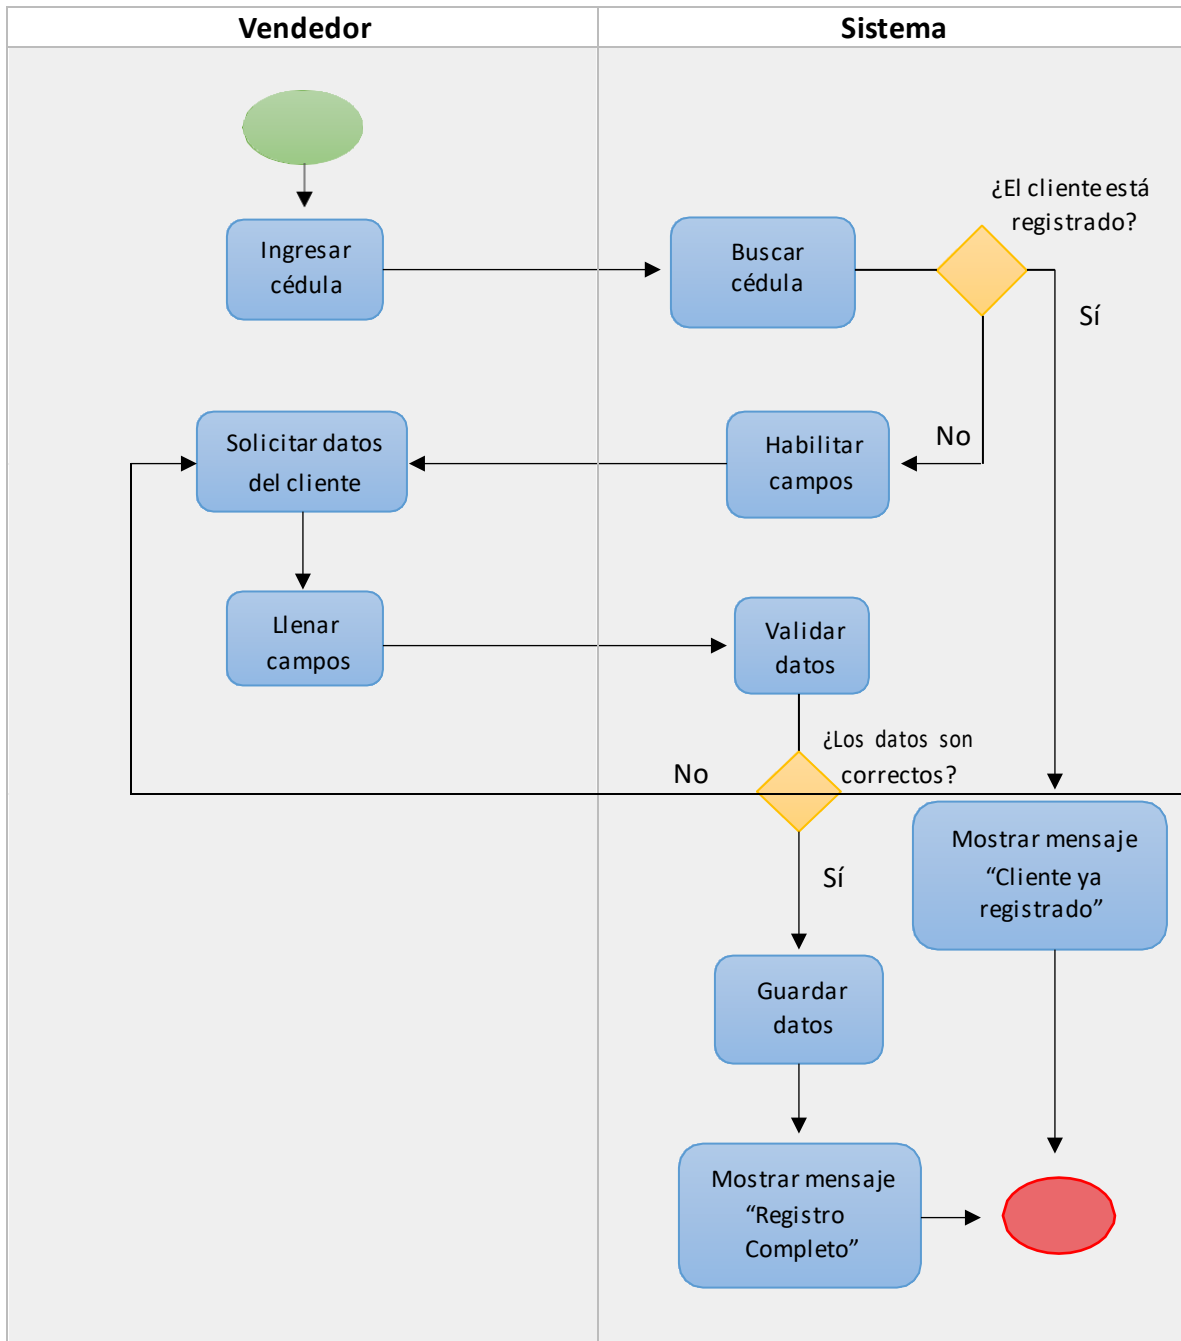 Vendedor
Sistema
¿El cliente está
registrado?
Ingresar
cédula
Buscar
cédula
Sí
Solicitar datos
del cliente
Habilitar
campos
No
Llenar
campos
Validar
datos
¿Los datos son
correctos?
No
Sí
Mostrar mensaje
“Cliente ya
registrado”
Guardar
datos
Mostrar mensaje
“Registro
Completo”